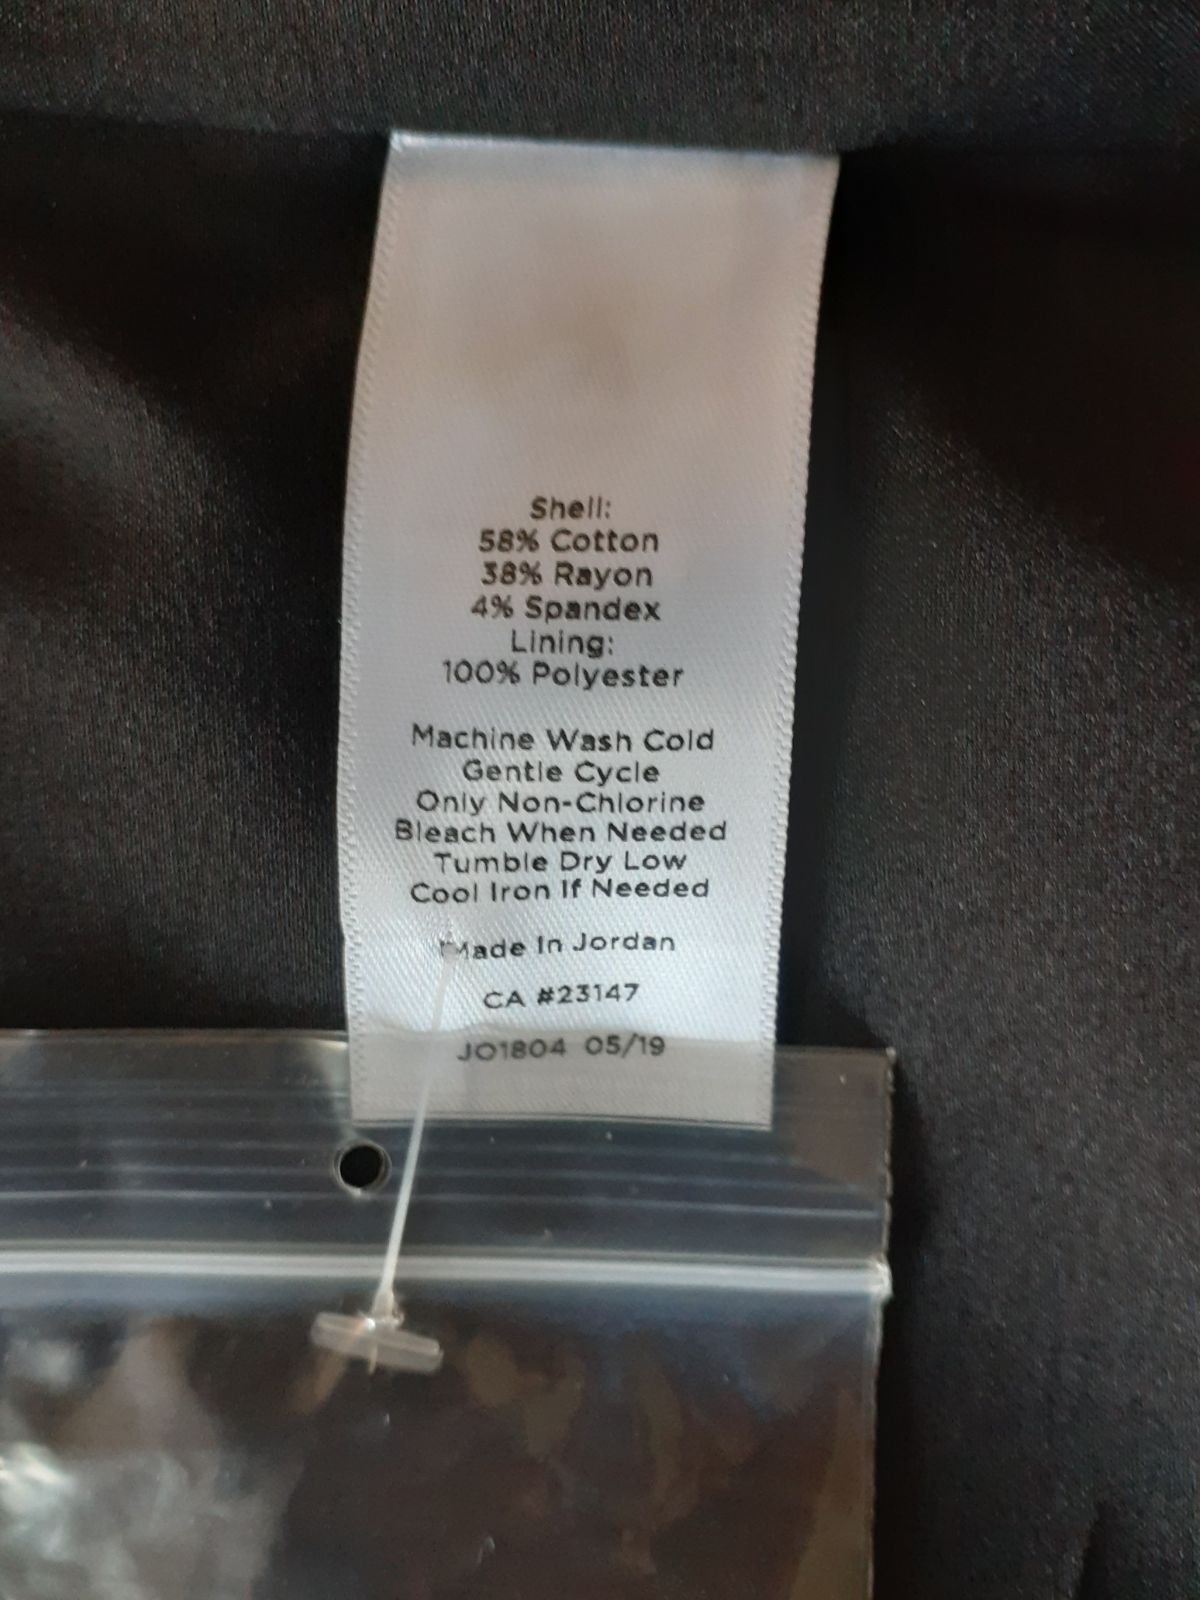 Shell:
58% Cotton
38% Rayon
4% Spandex
Lining:
100% Polyester
Machine Wash Cold
Gentle Cycle
Only Non-Chlorine
Bleach When Needed
Tumble Dry Low
Cool Iron If Needed
Made In Jordan
CA #23147
JO1804 05/19